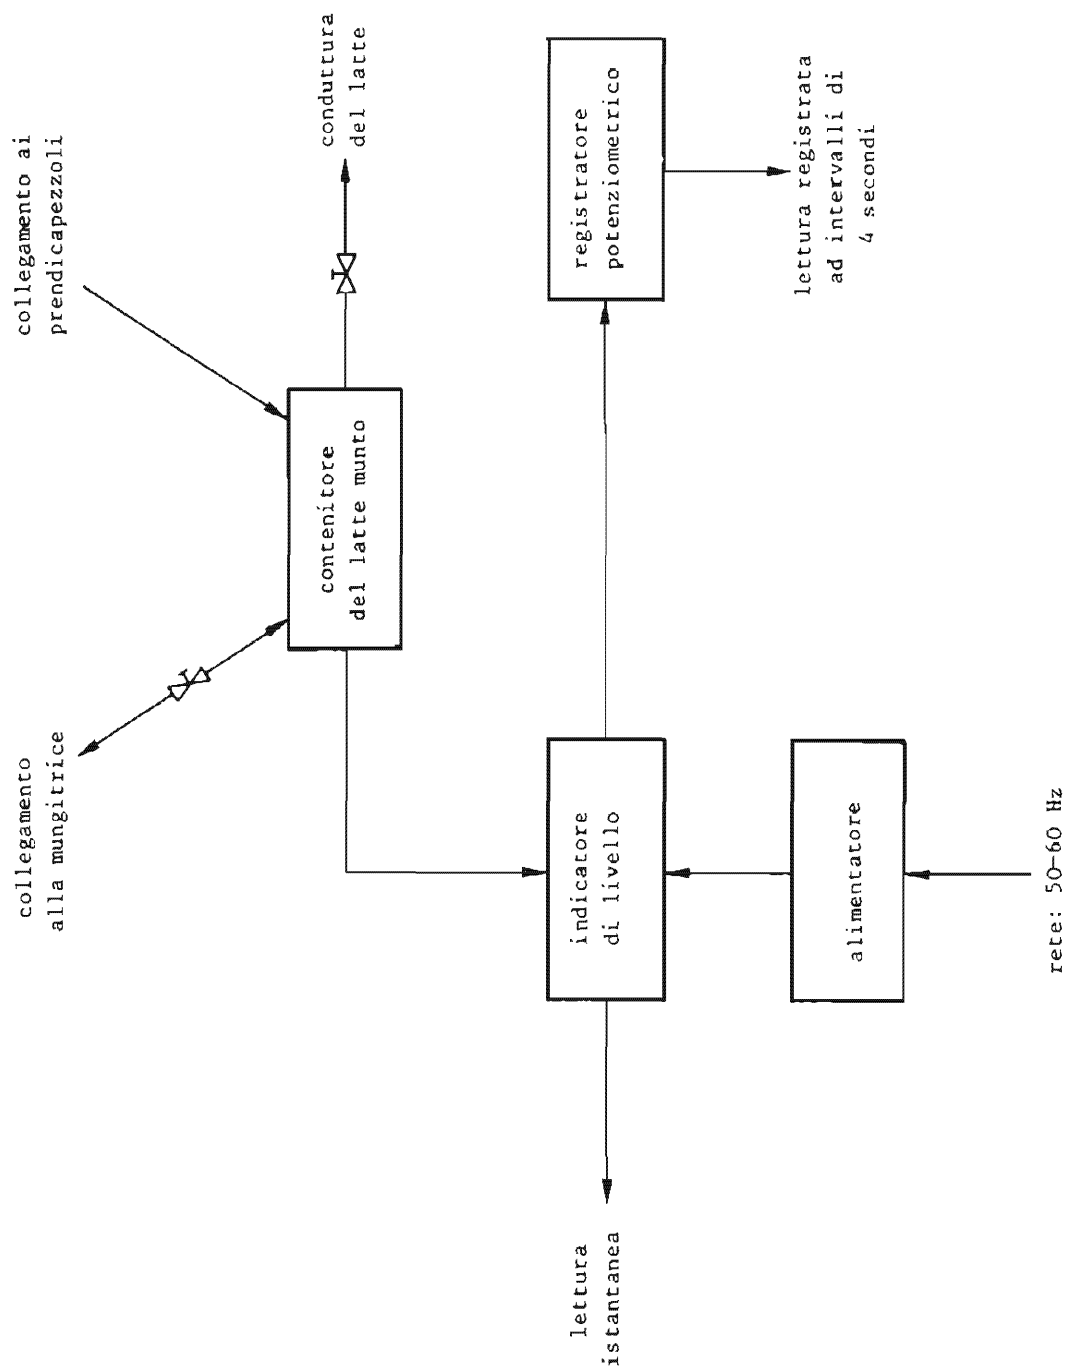 collegamento
alla mungitrice
collegamento ai
prendicapezzoli
contenitore
del latte munto
conduttura
del latte
lettura
istantanea
indicatore
di livello
registratore
potenziometrico
lettura registrata
ad intervalli di
4 secondi
alimentatore
rete: 50-60 Hz